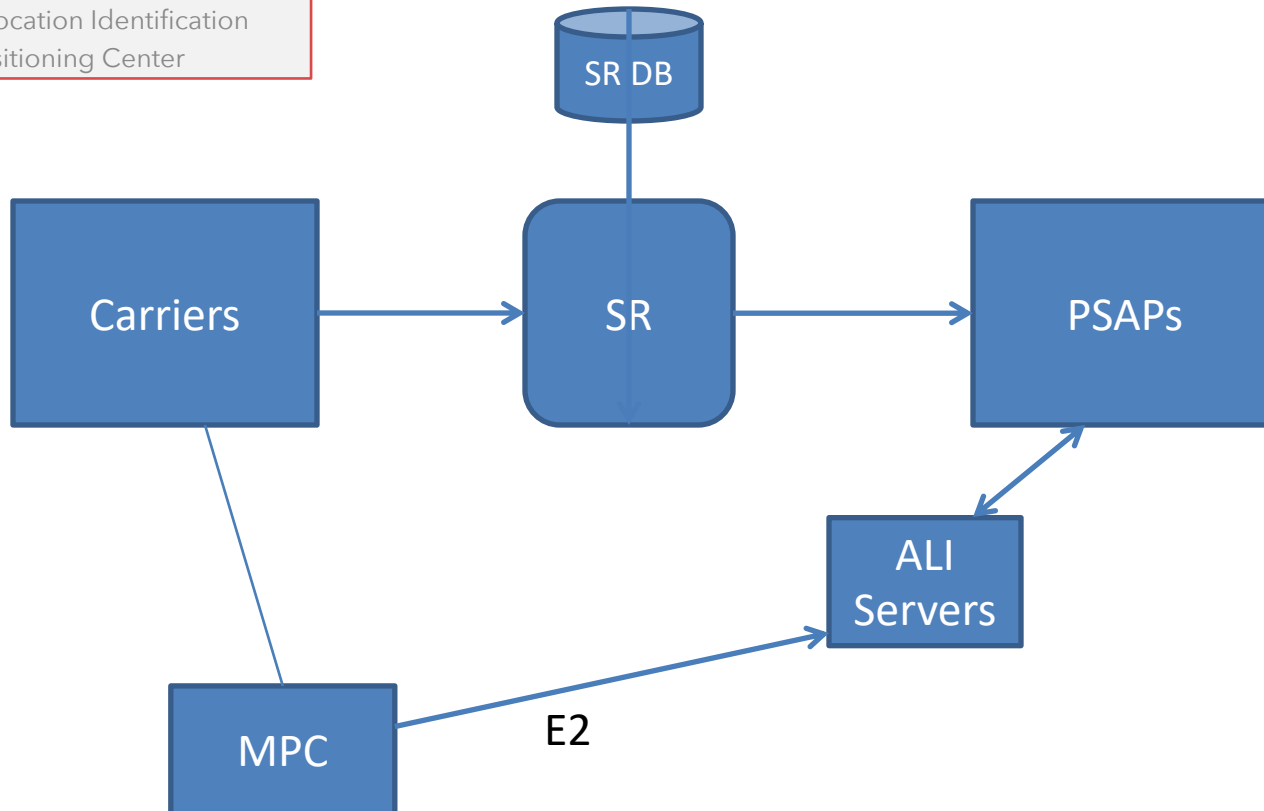 ocation Identification
sitioning Center
SR DB
Carriers
SR
PSAPs
ALI
Servers
E2
MPC